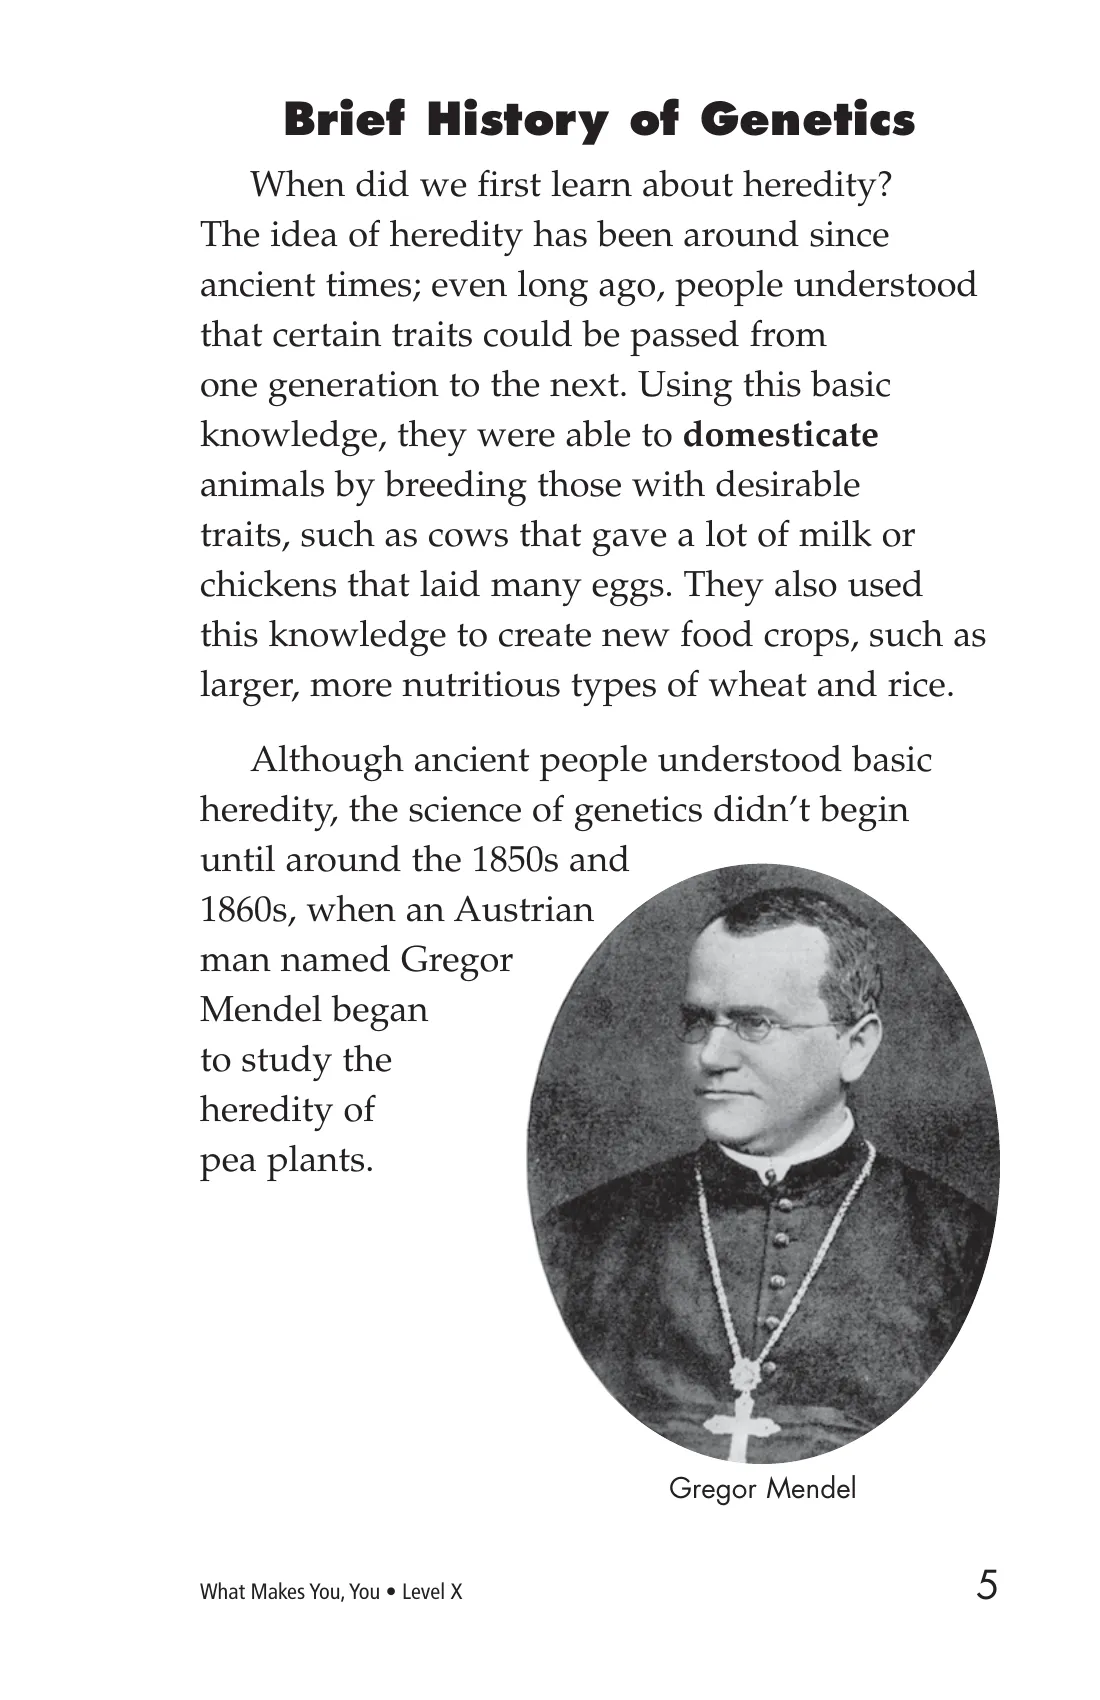 Brief History of Genetics
When did we first learn about heredity?
The idea of heredity has been around since
ancient times; even long ago, people understood
that certain traits could be passed from
one generation to the next. Using this basic
knowledge, they were able to domesticate
animals by breeding those with desirable
traits, such as cows that gave a lot of milk or
chickens that laid many eggs. They also used
this knowledge to create new food crops, such as
larger, more nutritious types of wheat and rice.
Although ancient people understood basic
heredity, the science of genetics didn’t begin
until around the 1850s and
1860s, when an Austrian
man named Gregor
Mendel began
to study the
heredity of
pea plants.
Gregor Mendel
What Makes You, You • Level X
5